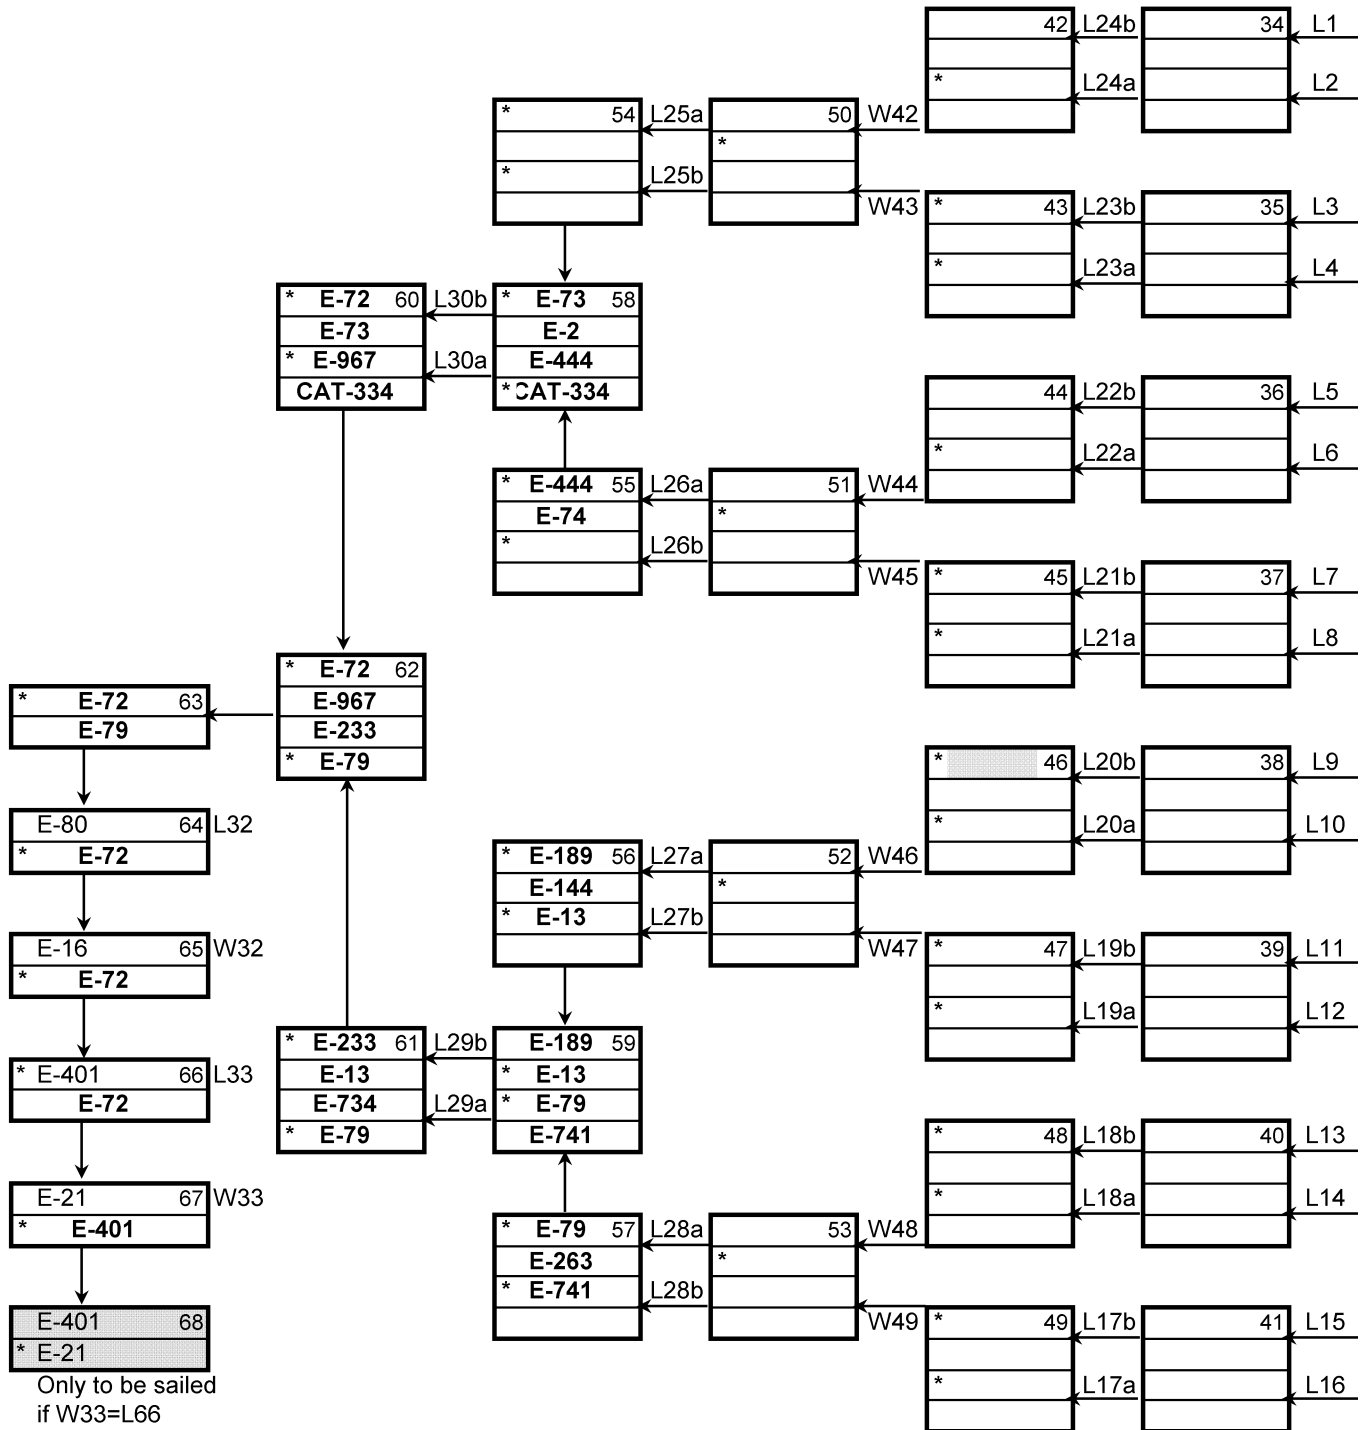 42 L24b 34 L1
* L24a L2
* 54 L25a 50 W42
*
* L25b W43 * 43 L23b 35 L3
* L23a L4
* E-72 60 L30b * E-73 58
E-73 E-2
* E-967 L30a E-444
CAT-334 * CAT-334
44 L22b 36 L5
* L22a L6
* E-444 55 L26a 51 W44
E-74 *
* L26b W45 * 45 L21b 37 L7
* L21a L8
* E-72 62
E-967
E-233
* E-79
* E-72 63
E-79
* 46 L20b 38 L9
* L20a L10
E-80 64 L32
* E-72
* E-189 56 L27a 52 W46
E-144 *
* E-13 L27b W47
E-16 65 W32
* E-72
* 47 L19b 39 L11
* L19a L12
* E-233 61 L29b E-189 59
E-13 * E-13
E-734 L29a * E-79
* E-79 E-741
* E-401 66 L33
E-72
* 48 L18b 40 L13
* L18a L14
E-21 67 W33
* E-401
* E-79 57 L28a 53 W48
E-263 *
* E-741 L28b W49
* 49 L17b 41 L15
* L17a L16
E-401 68
* E-21
Only to be sailed
if W33=L66